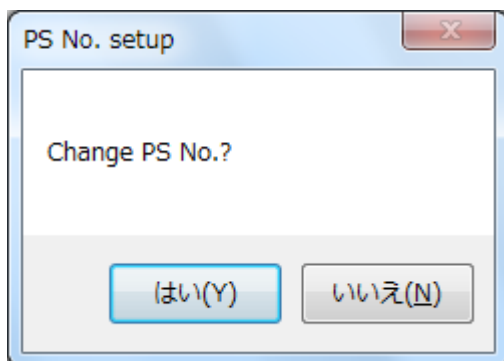 PS No. setup
Change PS No.?
はい(Y)
いいえ(N)